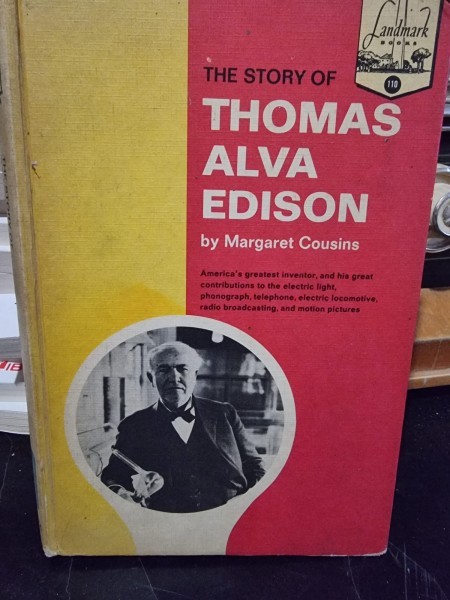 Landmark
BOOKS
110
THE STORY OF
THOMAS
ALVA
EDISON
by Margaret Cousins
America's greatest inventor, and his great
contributions to the electric light,
phonograph, telephone, electric locomotive,
radio broadcasting, and motion pictures